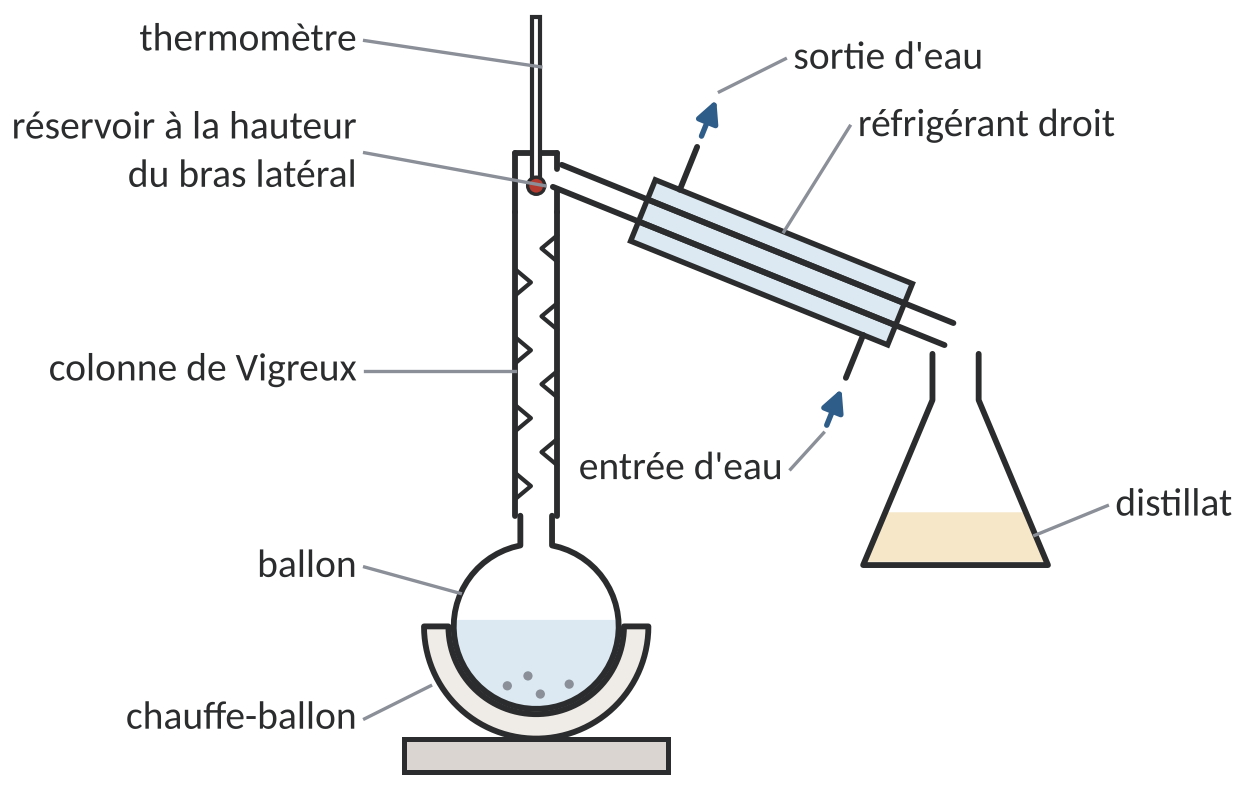 thermomètre
sortie d'eau
réfrigérant droit
réservoir à la hauteur
du bras latéral
colonne de Vigreux
entrée d'eau
distillat
ballon
chauffe-ballon